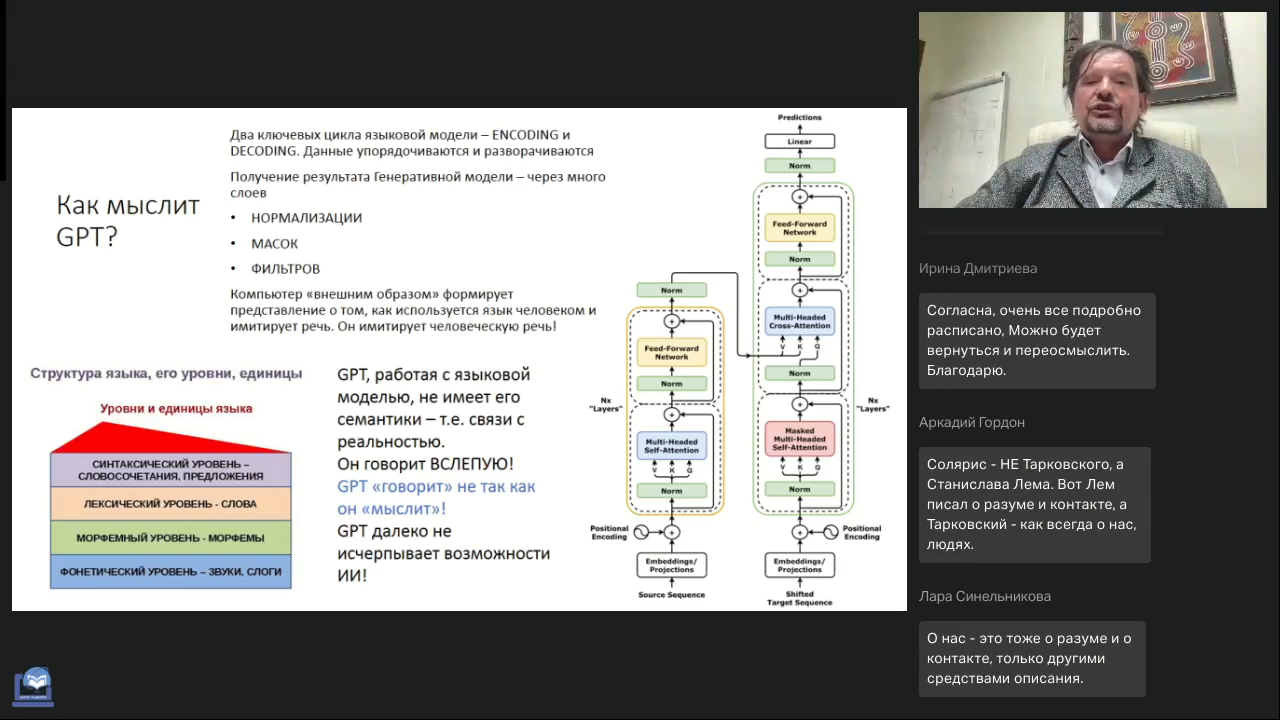 Как мыслит
GPT?
Два ключевых цикла языковой модели – ENCODING и
DECODING. Данные упорядочиваются и разворачиваются
Получение результата Генеративной модели – через много
слоев
• НОРМАЛИЗАЦИИ
• МАСОК
• ФИЛЬТРОВ
Компьютер «внешним образом» формирует
представление о том, как используется язык человеком и
имитирует речь. Он имитирует человеческую речь!
Структура языка, его уровни, единицы
Уровни и единицы языка
СИНТАКСИЧЕСКИЙ УРОВЕНЬ –
СЛОВОСОЧЕТАНИЯ, ПРЕДЛОЖЕНИЯ
ЛЕКСИЧЕСКИЙ УРОВЕНЬ - СЛОВА
МОРФЕМНЫЙ УРОВЕНЬ - МОРФЕМЫ
ФОНЕТИЧЕСКИЙ УРОВЕНЬ – ЗВУКИ, СЛОГИ
GPT, работая с языковой
моделью, не имеет его
семантики – т.е. связи с
реальностью.
Он говорит ВСЛЕПУЮ!
GPT «говорит» не так как
он «мыслит»!
GPT далеко не
исчерпывает возможности
ИИ!
Norm
Feed-Forward
Network
Norm
Nx
"Layers"
Multi-Headed
Self-Attention
V K Q
Norm
Positional
Encoding
Embeddings/
Projections
Source Sequence
Predictions
Linear
Norm
Feed-Forward
Network
Norm
Multi-Headed
Cross-Attention
V K Q
Norm
Nx
"Layers"
Masked
Multi-Headed
Self-Attention
V K Q
Norm
Positional
Encoding
Embeddings/
Projections
Shifted
Target Sequence
Ирина Дмитриева
Согласна, очень все подробно
расписано, Можно будет
вернуться и переосмыслить.
Благодарю.
Аркадий Гордон
Солярис - НЕ Тарковского, а
Станислава Лема. Вот Лем
писал о разуме и контакте, а
Тарковский - как всегда о нас,
людях.
Лара Синельникова
О нас - это тоже о разуме и о
контакте, только другими
средствами описания.